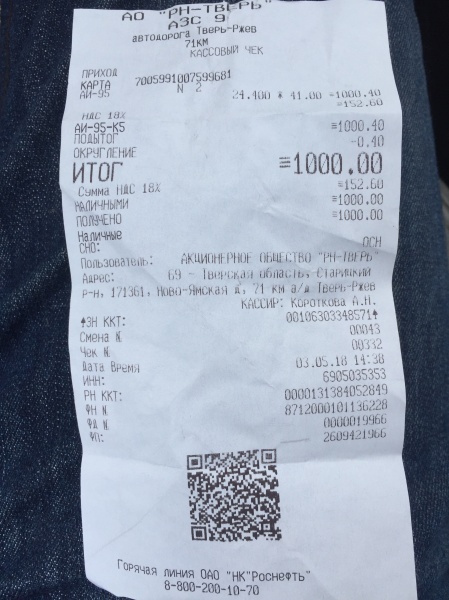 АО "РН-ТВЕРЬ"
АЗС 9
автодорога Тверь-Ржев
71КМ
КАССОВЫЙ ЧЕК
ПРИХОД
КАРТА 7005991007599681
АИ-95 N 2 24.400 * 41.00 =1000.40
=152.60
НДС 18%
АИ-95-К5 =1000.40
ПОДЫТОГ -0.40
ОКРУГЛЕНИЕ
ИТОГ =1000.00
Сумма НДС 18% =152.60
НАЛИЧНЫМИ =1000.00
ПОЛУЧЕНО =1000.00
Наличные
СНО: ОСН
Пользователь: АКЦИОНЕРНОЕ ОБЩЕСТВО "РН-ТВЕРЬ"
Адрес: 69 - Тверская область, Старицкий
р-н, 171361, Ново-Ямская д, 71 км а/д Тверь-Ржев
КАССИР: Короткова А.Н.
ЗН ККТ: 00106303348571
Смена N 00043
Чек N 00332
Дата Время 03.05.18 14:38
ИНН: 6905035353
РН ККТ: 0000131384052849
ФН N 8712000101136228
ФД N 0000019966
ФП: 2609421966
Горячая линия ОАО "НК"Роснефть"
8-800-200-10-70